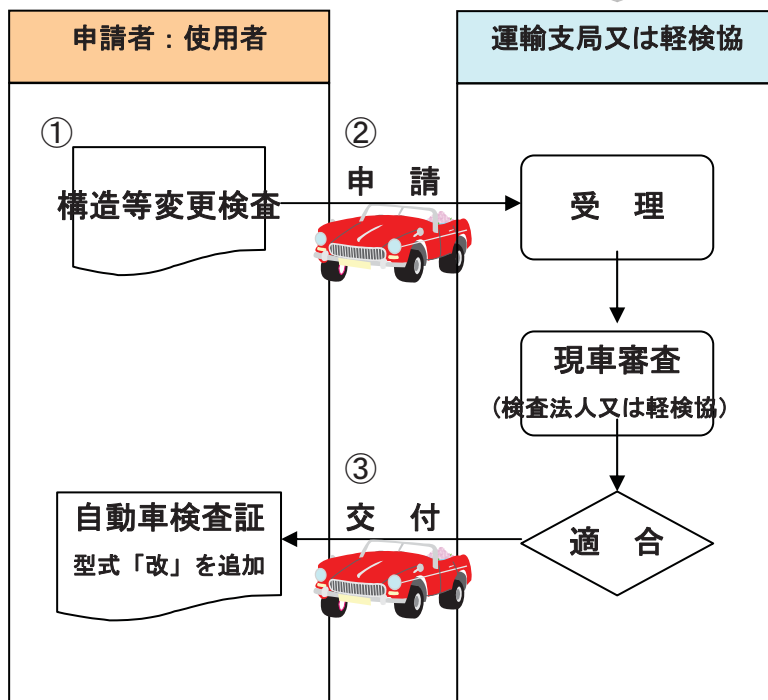 申請者：使用者
運輸支局又は軽検協
①
構造等変更検査
②
申 請
受 理
現車審査
(検査法人又は軽検協)
適 合
③
交 付
自動車検査証
型式「改」を追加